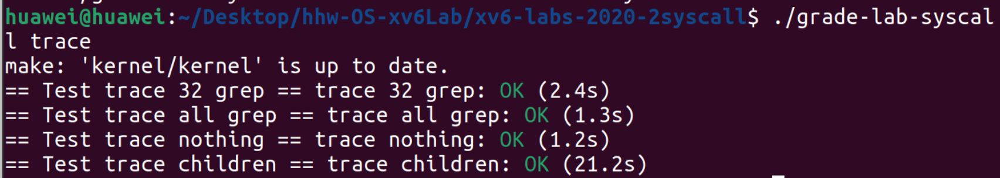 huawei@huawei:~/Desktop/hhw-OS-xv6Lab/xv6-labs-2020-2syscall$ ./grade-lab-syscal
l trace
make: 'kernel/kernel' is up to date.
== Test trace 32 grep == trace 32 grep: OK (2.4s)
== Test trace all grep == trace all grep: OK (1.3s)
== Test trace nothing == trace nothing: OK (1.2s)
== Test trace children == trace children: OK (21.2s)